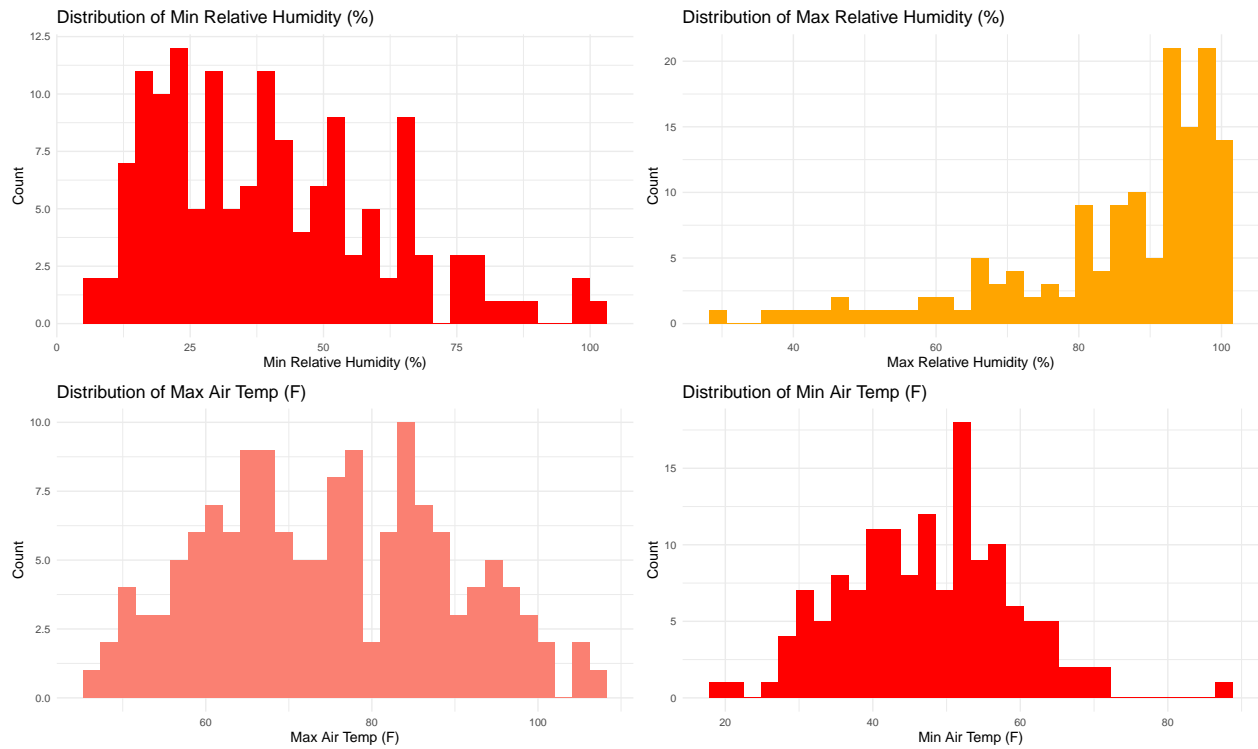 Distribution of Min Relative Humidity (%)
12.5
10.0
7.5
5.0
2.5
0.0
Count
0 25 50 75 100
Min Relative Humidity (%)
Distribution of Max Relative Humidity (%)
20
15
10
5
0
Count
40 60 80 100
Max Relative Humidity (%)
Distribution of Max Air Temp (F)
10.0
7.5
5.0
2.5
0.0
Count
60 80 100
Max Air Temp (F)
Distribution of Min Air Temp (F)
15
10
5
0
Count
20 40 60 80
Min Air Temp (F)